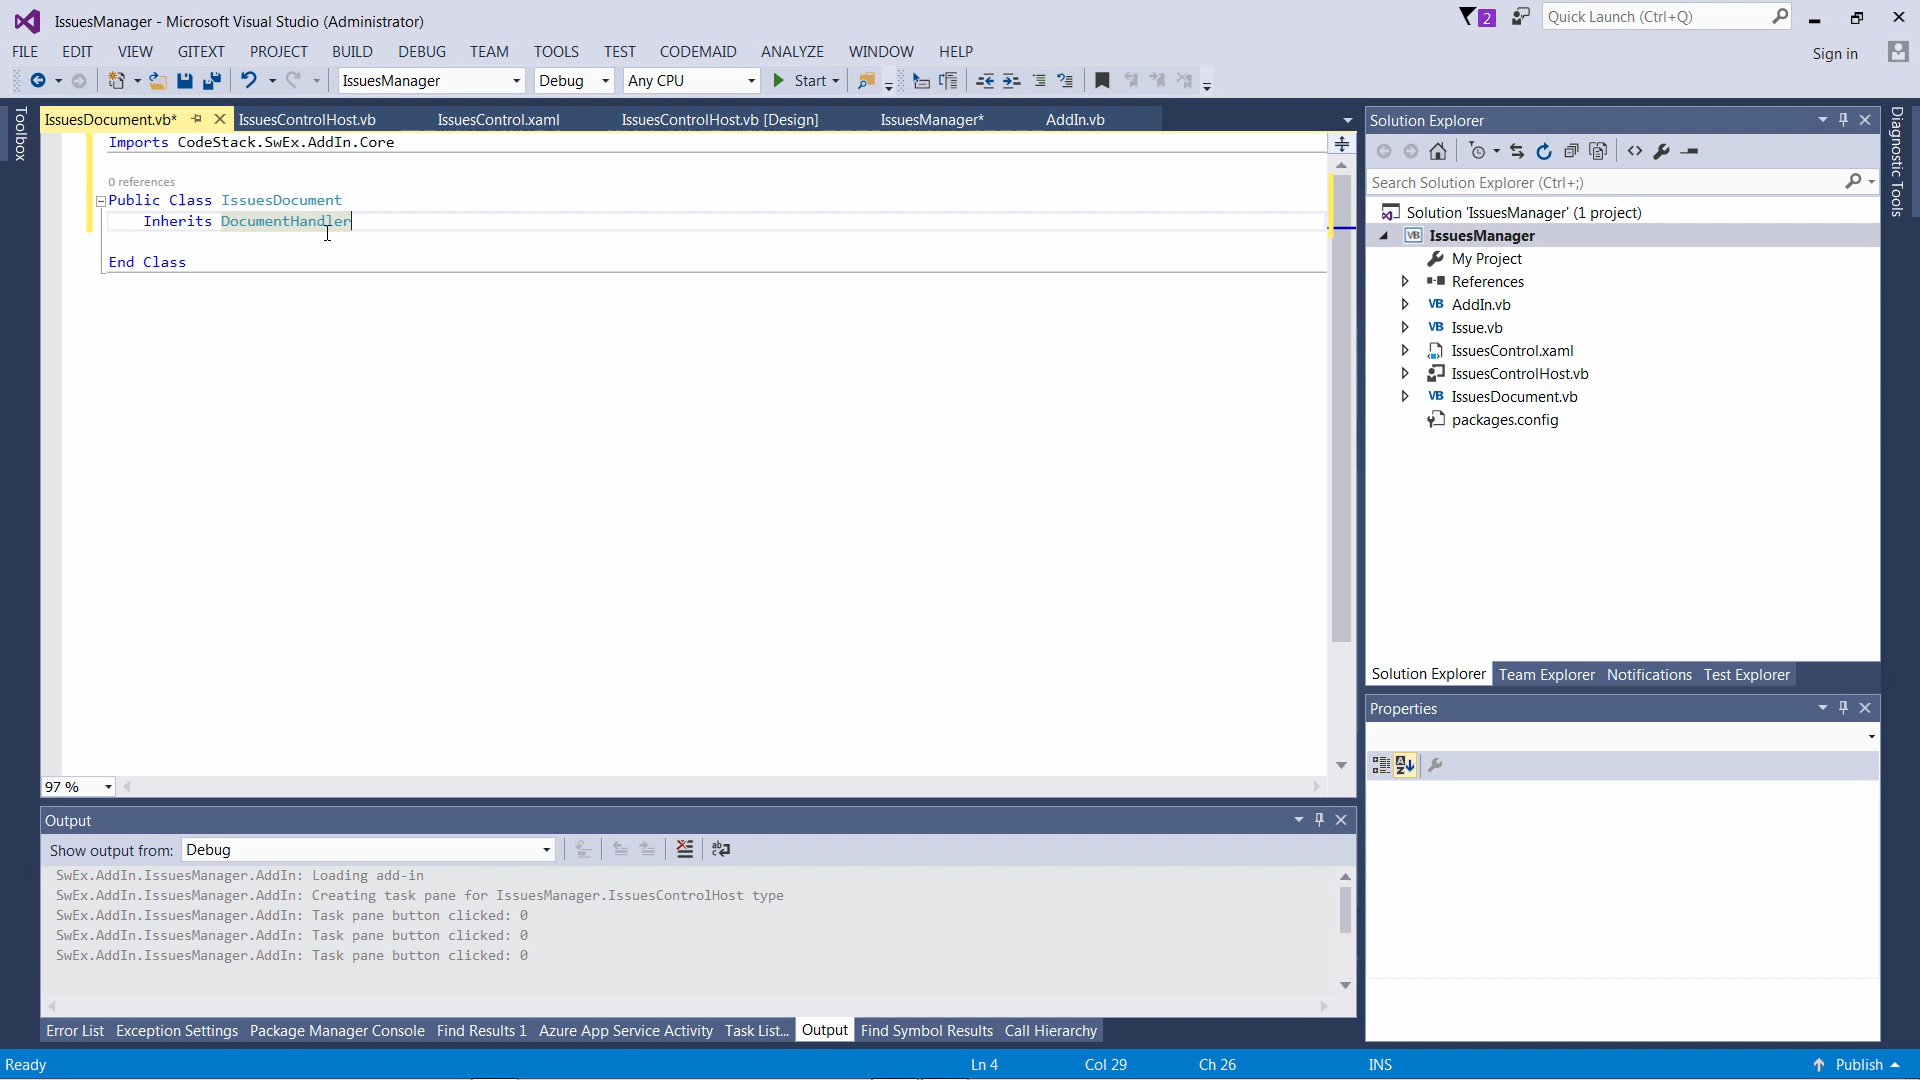 IssuesManager - Microsoft Visual Studio (Administrator)
2
Quick Launch (Ctrl+Q)
FILE EDIT VIEW GITEXT PROJECT BUILD DEBUG TEAM TOOLS TEST CODEMAID ANALYZE WINDOW HELP
Sign in
IssuesManager Debug Any CPU Start
Toolbox
IssuesDocument.vb* IssuesControlHost.vb IssuesControl.xaml IssuesControlHost.vb [Design] IssuesManager* AddIn.vb
Imports CodeStack.SwEx.AddIn.Core
0 references
Public Class IssuesDocument
Inherits DocumentHandler
End Class
97 %
Solution Explorer
Search Solution Explorer (Ctrl+;)
Solution 'IssuesManager' (1 project)
VB IssuesManager
My Project
References
VB AddIn.vb
VB Issue.vb
IssuesControl.xaml
IssuesControlHost.vb
VB IssuesDocument.vb
packages.config
Solution Explorer Team Explorer Notifications Test Explorer
Properties
Diagnostic Tools
Output
Show output from: Debug
SwEx.AddIn.IssuesManager.AddIn: Loading add-in
SwEx.AddIn.IssuesManager.AddIn: Creating task pane for IssuesManager.IssuesControlHost type
SwEx.AddIn.IssuesManager.AddIn: Task pane button clicked: 0
SwEx.AddIn.IssuesManager.AddIn: Task pane button clicked: 0
SwEx.AddIn.IssuesManager.AddIn: Task pane button clicked: 0
Error List Exception Settings Package Manager Console Find Results 1 Azure App Service Activity Task List... Output Find Symbol Results Call Hierarchy
Ready Ln 4 Col 29 Ch 26 INS Publish